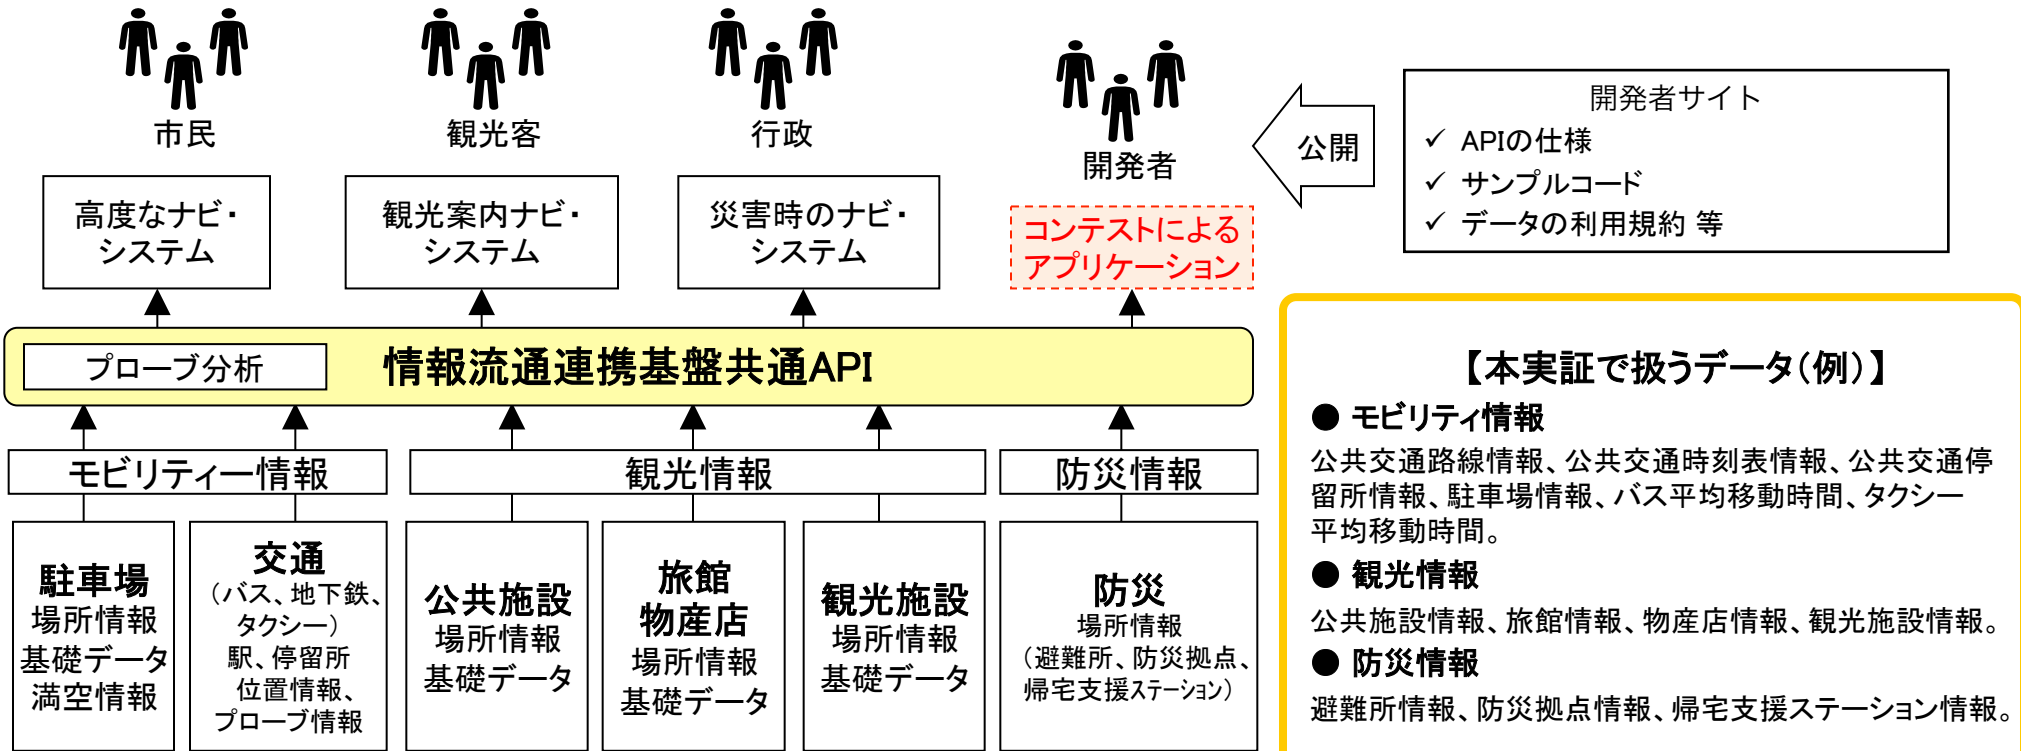 市民
観光客
行政
開発者
公開
開発者サイト
✓ APIの仕様
✓ サンプルコード
✓ データの利用規約 等
高度なナビ・
システム
観光案内ナビ・
システム
災害時のナビ・
システム
コンテストによる
アプリケーション
プローブ分析
情報流通連携基盤共通API
モビリティー情報
観光情報
防災情報
駐車場
場所情報
基礎データ
満空情報
交通
（バス、地下鉄、
タクシー）
駅、停留所
位置情報、
プローブ情報
公共施設
場所情報
基礎データ
旅館
物産店
場所情報
基礎データ
観光施設
場所情報
基礎データ
防災
場所情報
（避難所、防災拠点、
帰宅支援ステーション）
【本実証で扱うデータ（例）】
● モビリティ情報
公共交通路線情報、公共交通時刻表情報、公共交通停
留所情報、駐車場情報、バス平均移動時間、タクシー
平均移動時間。
● 観光情報
公共施設情報、旅館情報、物産店情報、観光施設情報。
● 防災情報
避難所情報、防災拠点情報、帰宅支援ステーション情報。